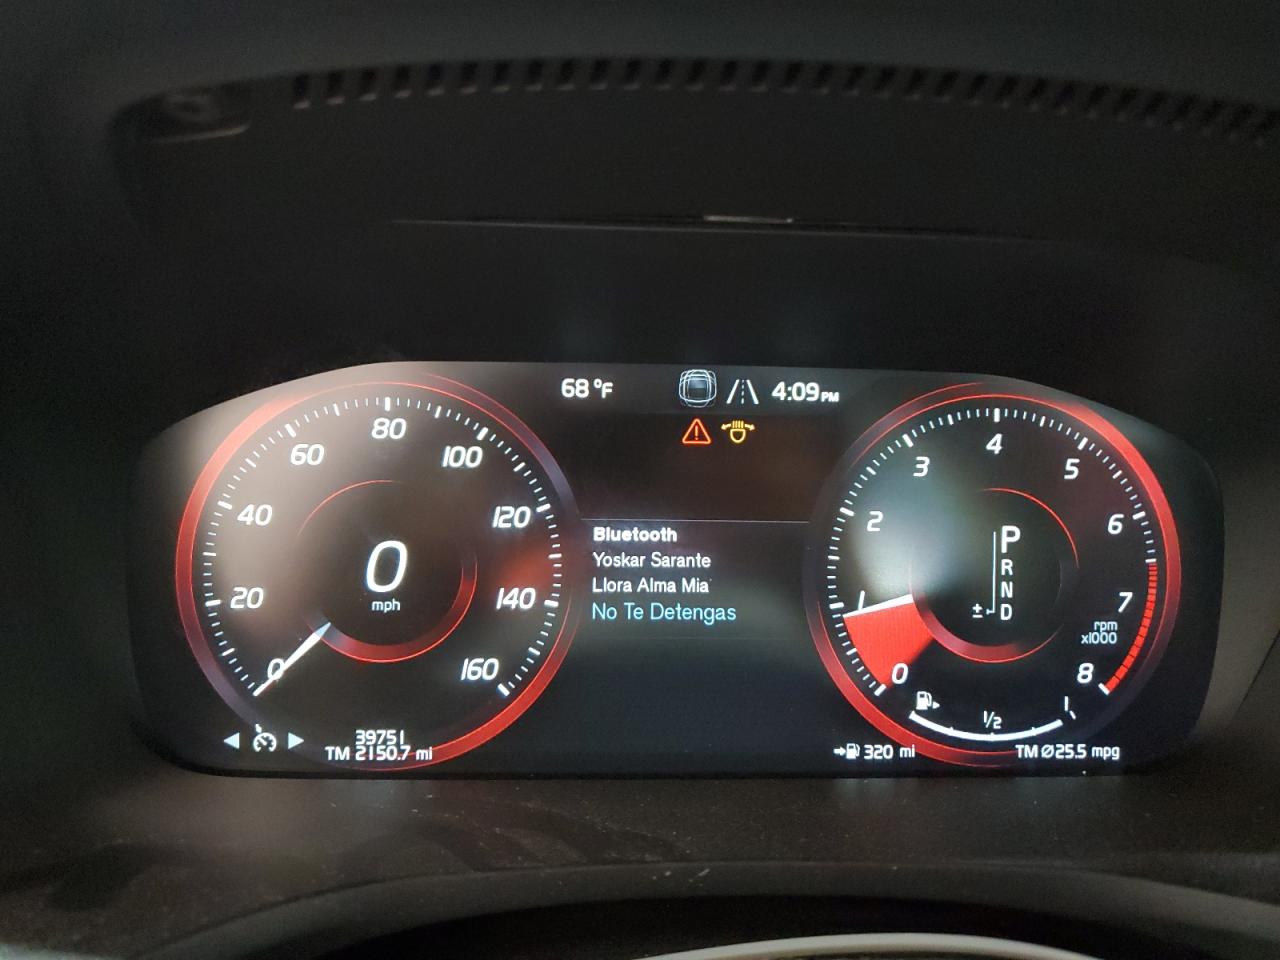 68 °F
4:09 PM
0
20
40
60
80
100
120
140
160
0
mph
39751
TM 2150.7 mi
Bluetooth
Yoskar Sarante
Llora Alma Mia
No Te Detengas
0
1
2
3
4
5
6
7
8
rpm
x1000
P
R
N
± D
1/2
1
320 mi
TM Ø25.5 mpg